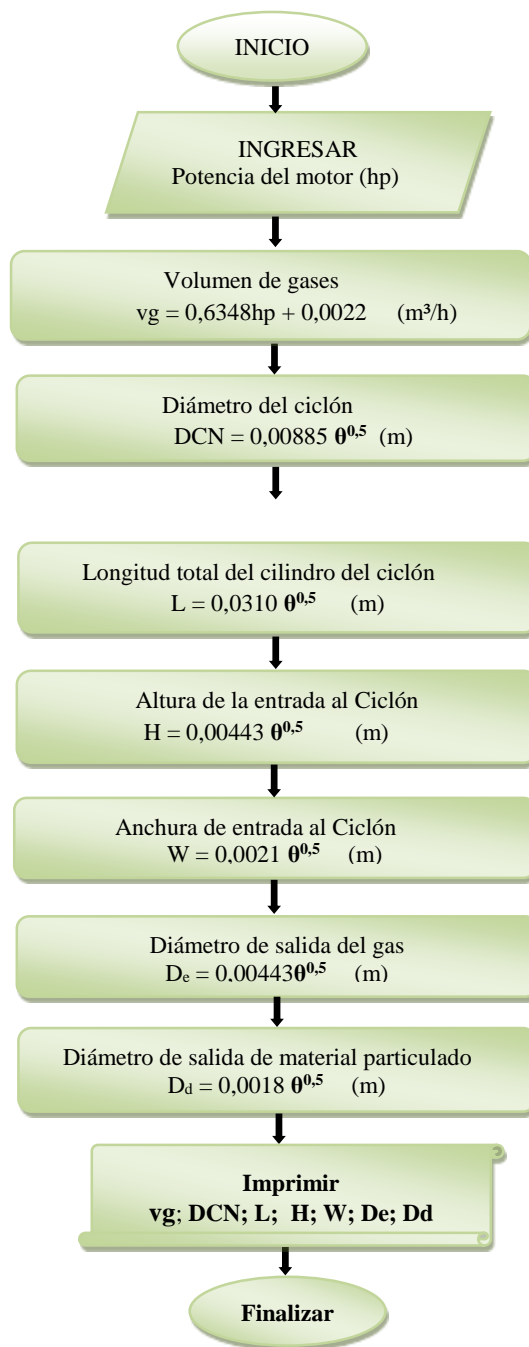 INICIO
INGRESAR
Potencia del motor (hp)
Volumen de gases
vg = 0,6348hp + 0,0022 (m³/h)
Diámetro del ciclón
DCN = 0,00885 θ^0,5 (m)
Longitud total del cilindro del ciclón
L = 0,0310 θ^0,5 (m)
Altura de la entrada al Ciclón
H = 0,00443 θ^0,5 (m)
Anchura de entrada al Ciclón
W = 0,0021 θ^0,5 (m)
Diámetro de salida del gas
Dₑ = 0,00443θ^0,5 (m)
Diámetro de salida de material particulado
D_d = 0,0018 θ^0,5 (m)
Imprimir
vg; DCN; L; H; W; De; Dd
Finalizar